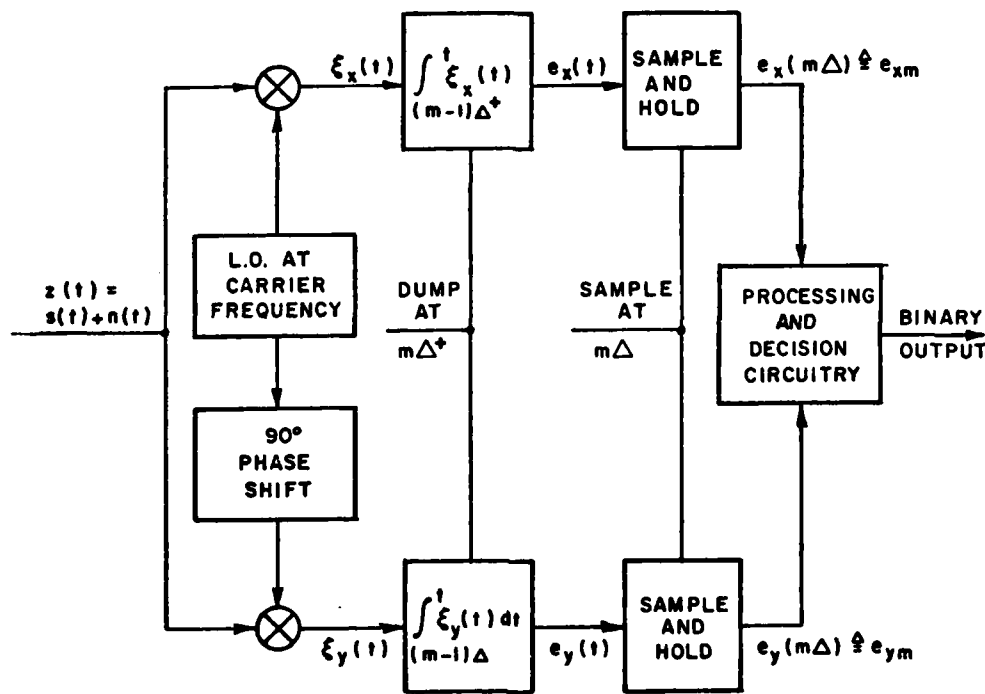 ξx(t)
∫ t ξx(t)
(m-1)Δ⁺
ex(t)
SAMPLE
AND
HOLD
ex(mΔ) ≜ exm
z(t) =
s(t)+n(t)
L.O. AT
CARRIER
FREQUENCY
DUMP
AT
mΔ⁺
SAMPLE
AT
mΔ
PROCESSING
AND
DECISION
CIRCUITRY
BINARY
OUTPUT
90°
PHASE
SHIFT
ξy(t)
∫ t ξy(t) dt
(m-1)Δ
ey(t)
SAMPLE
AND
HOLD
ey(mΔ) ≜ eym